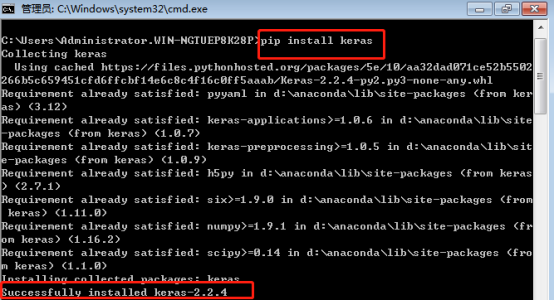 管理员: C:\Windows\system32\cmd.exe
C:\Users\Administrator.WIN-NGTUEP8K28P>pip install keras
Collecting keras
  Using cached https://files.pythonhosted.org/packages/5e/10/aa32dad071ce52b5502
266b5c659451cfd6ffcbf14e6c8c4f16c0ff5aaab/Keras-2.2.4-py2.py3-none-any.whl
Requirement already satisfied: pyyaml in d:\anaconda\lib\site-packages (from ker
as) (3.12)
Requirement already satisfied: keras-applications>=1.0.6 in d:\anaconda\lib\site
-packages (from keras) (1.0.7)
Requirement already satisfied: keras-preprocessing>=1.0.5 in d:\anaconda\lib\sit
e-packages (from keras) (1.0.9)
Requirement already satisfied: h5py in d:\anaconda\lib\site-packages (from keras
) (2.7.1)
Requirement already satisfied: six>=1.9.0 in d:\anaconda\lib\site-packages (from
 keras) (1.11.0)
Requirement already satisfied: numpy>=1.9.1 in d:\anaconda\lib\site-packages (fr
om keras) (1.16.2)
Requirement already satisfied: scipy>=0.14 in d:\anaconda\lib\site-packages (fro
m keras) (1.1.0)
Installing collected packages: keras
Successfully installed keras-2.2.4